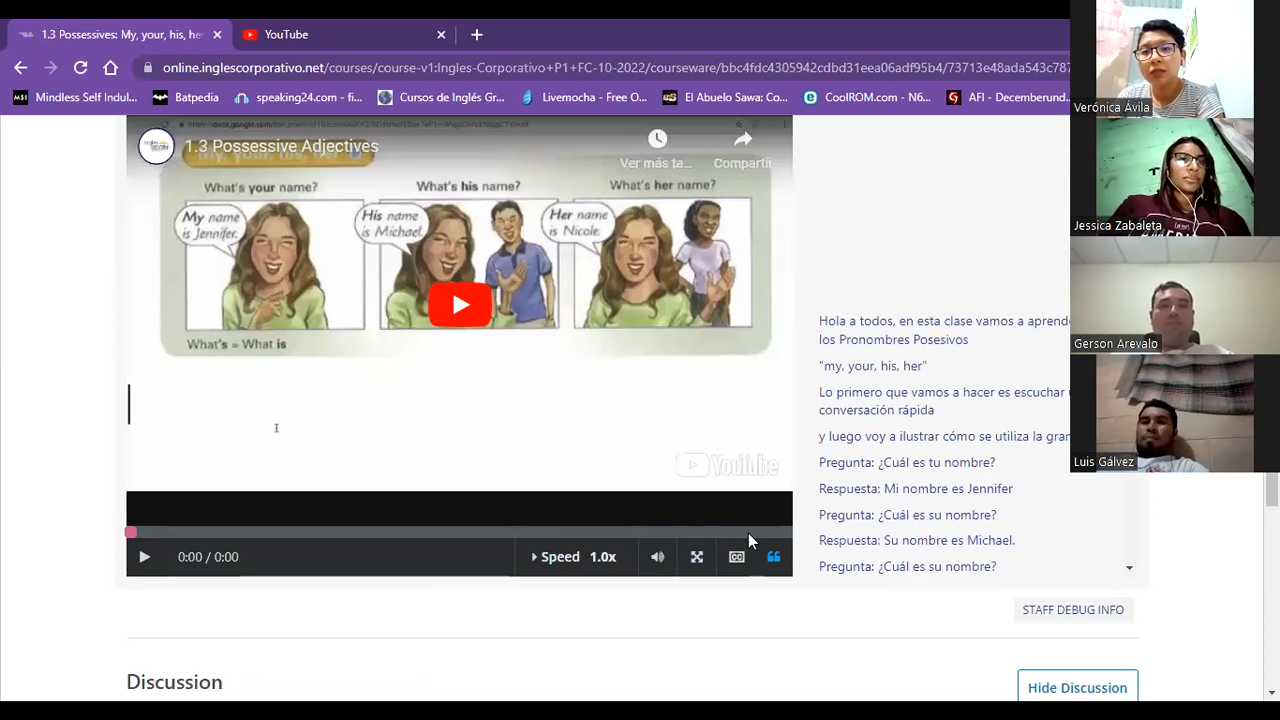 1.3 Possessives: My, your, his, he
YouTube
online.inglescorporativo.net/courses/course-v1:Ingles-Corporativo+P1+FC-10-2022/courseware/bbc4fdc4305942cdbd31eea06adf95b4/73713e48ada543c787
Mindless Self Indul...
Batpedia
speaking24.com - fi...
Cursos de Inglés Gr...
Livemocha - Free O...
El Abuelo Sawa: Co...
CoolROM.com - N6...
AFI - Decemberund...
1.3 Possessive Adjectives
Ver más ta...
Compartir
What's your name?
What's his name?
What's her name?
My name
is Jennifer.
His name
is Michael.
Her name
is Nicole.
What's = What is
YouTube
0:00 / 0:00
Speed 1.0x
Hola a todos, en esta clase vamos a aprende
los Pronombres Posesivos
"my, your, his, her"
Lo primero que vamos a hacer es escuchar
conversación rápida
y luego voy a ilustrar cómo se utiliza la gra
Pregunta: ¿Cuál es tu nombre?
Respuesta: Mi nombre es Jennifer
Pregunta: ¿Cuál es su nombre?
Respuesta: Su nombre es Michael.
Pregunta: ¿Cuál es su nombre?
STAFF DEBUG INFO
Discussion
Hide Discussion
Verónica Ávila
Jessica Zabaleta
Gerson Arevalo
Luis Gálvez